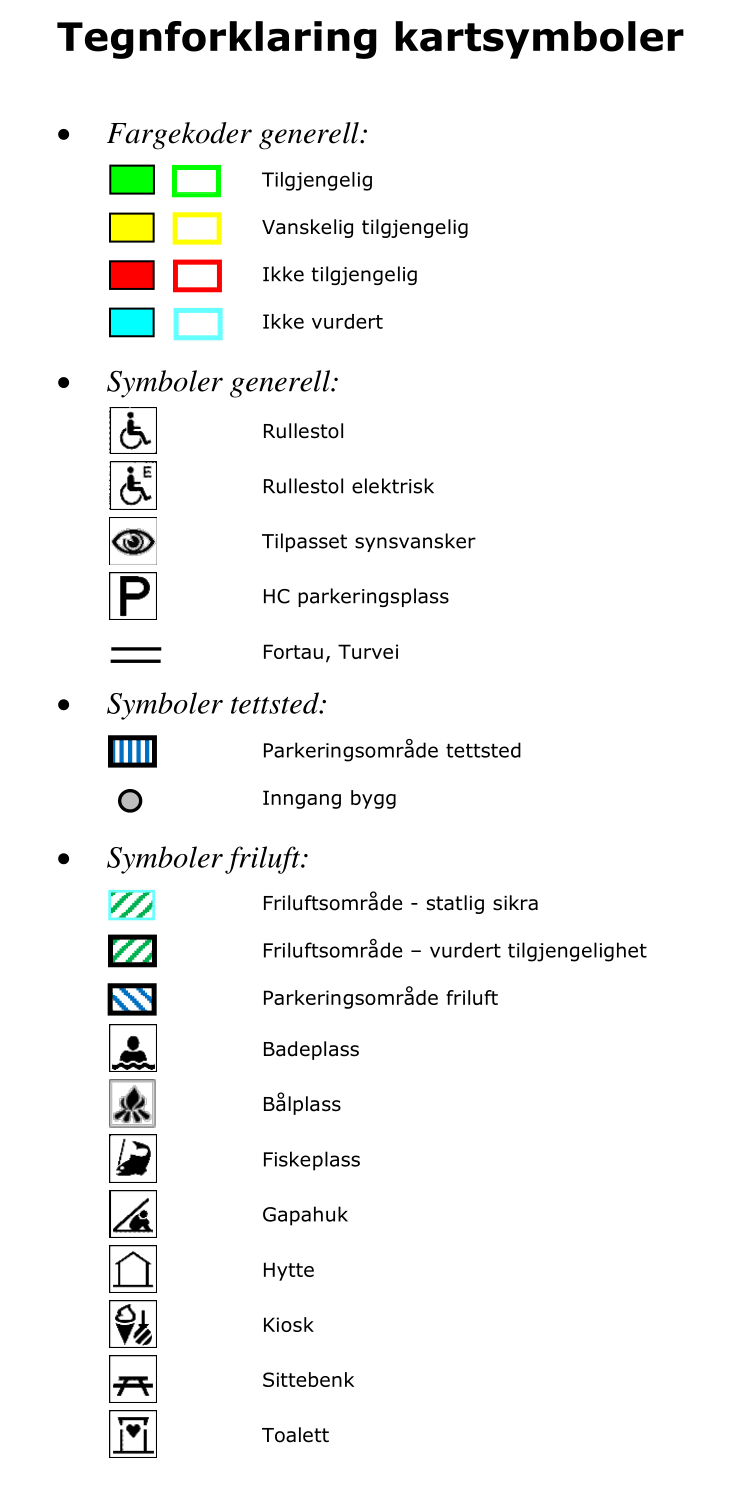 Tegnforklaring kartsymboler
• Fargekoder generell:
Tilgjengelig
Vanskelig tilgjengelig
Ikke tilgjengelig
Ikke vurdert
• Symboler generell:
Rullestol
E
Rullestol elektrisk
Tilpasset synsvansker
P
HC parkeringsplass
Fortau, Turvei
• Symboler tettsted:
Parkeringsområde tettsted
Inngang bygg
• Symboler friluft:
Friluftsområde - statlig sikra
Friluftsområde – vurdert tilgjengelighet
Parkeringsområde friluft
Badeplass
Bålplass
Fiskeplass
Gapahuk
Hytte
Kiosk
Sittebenk
Toalett